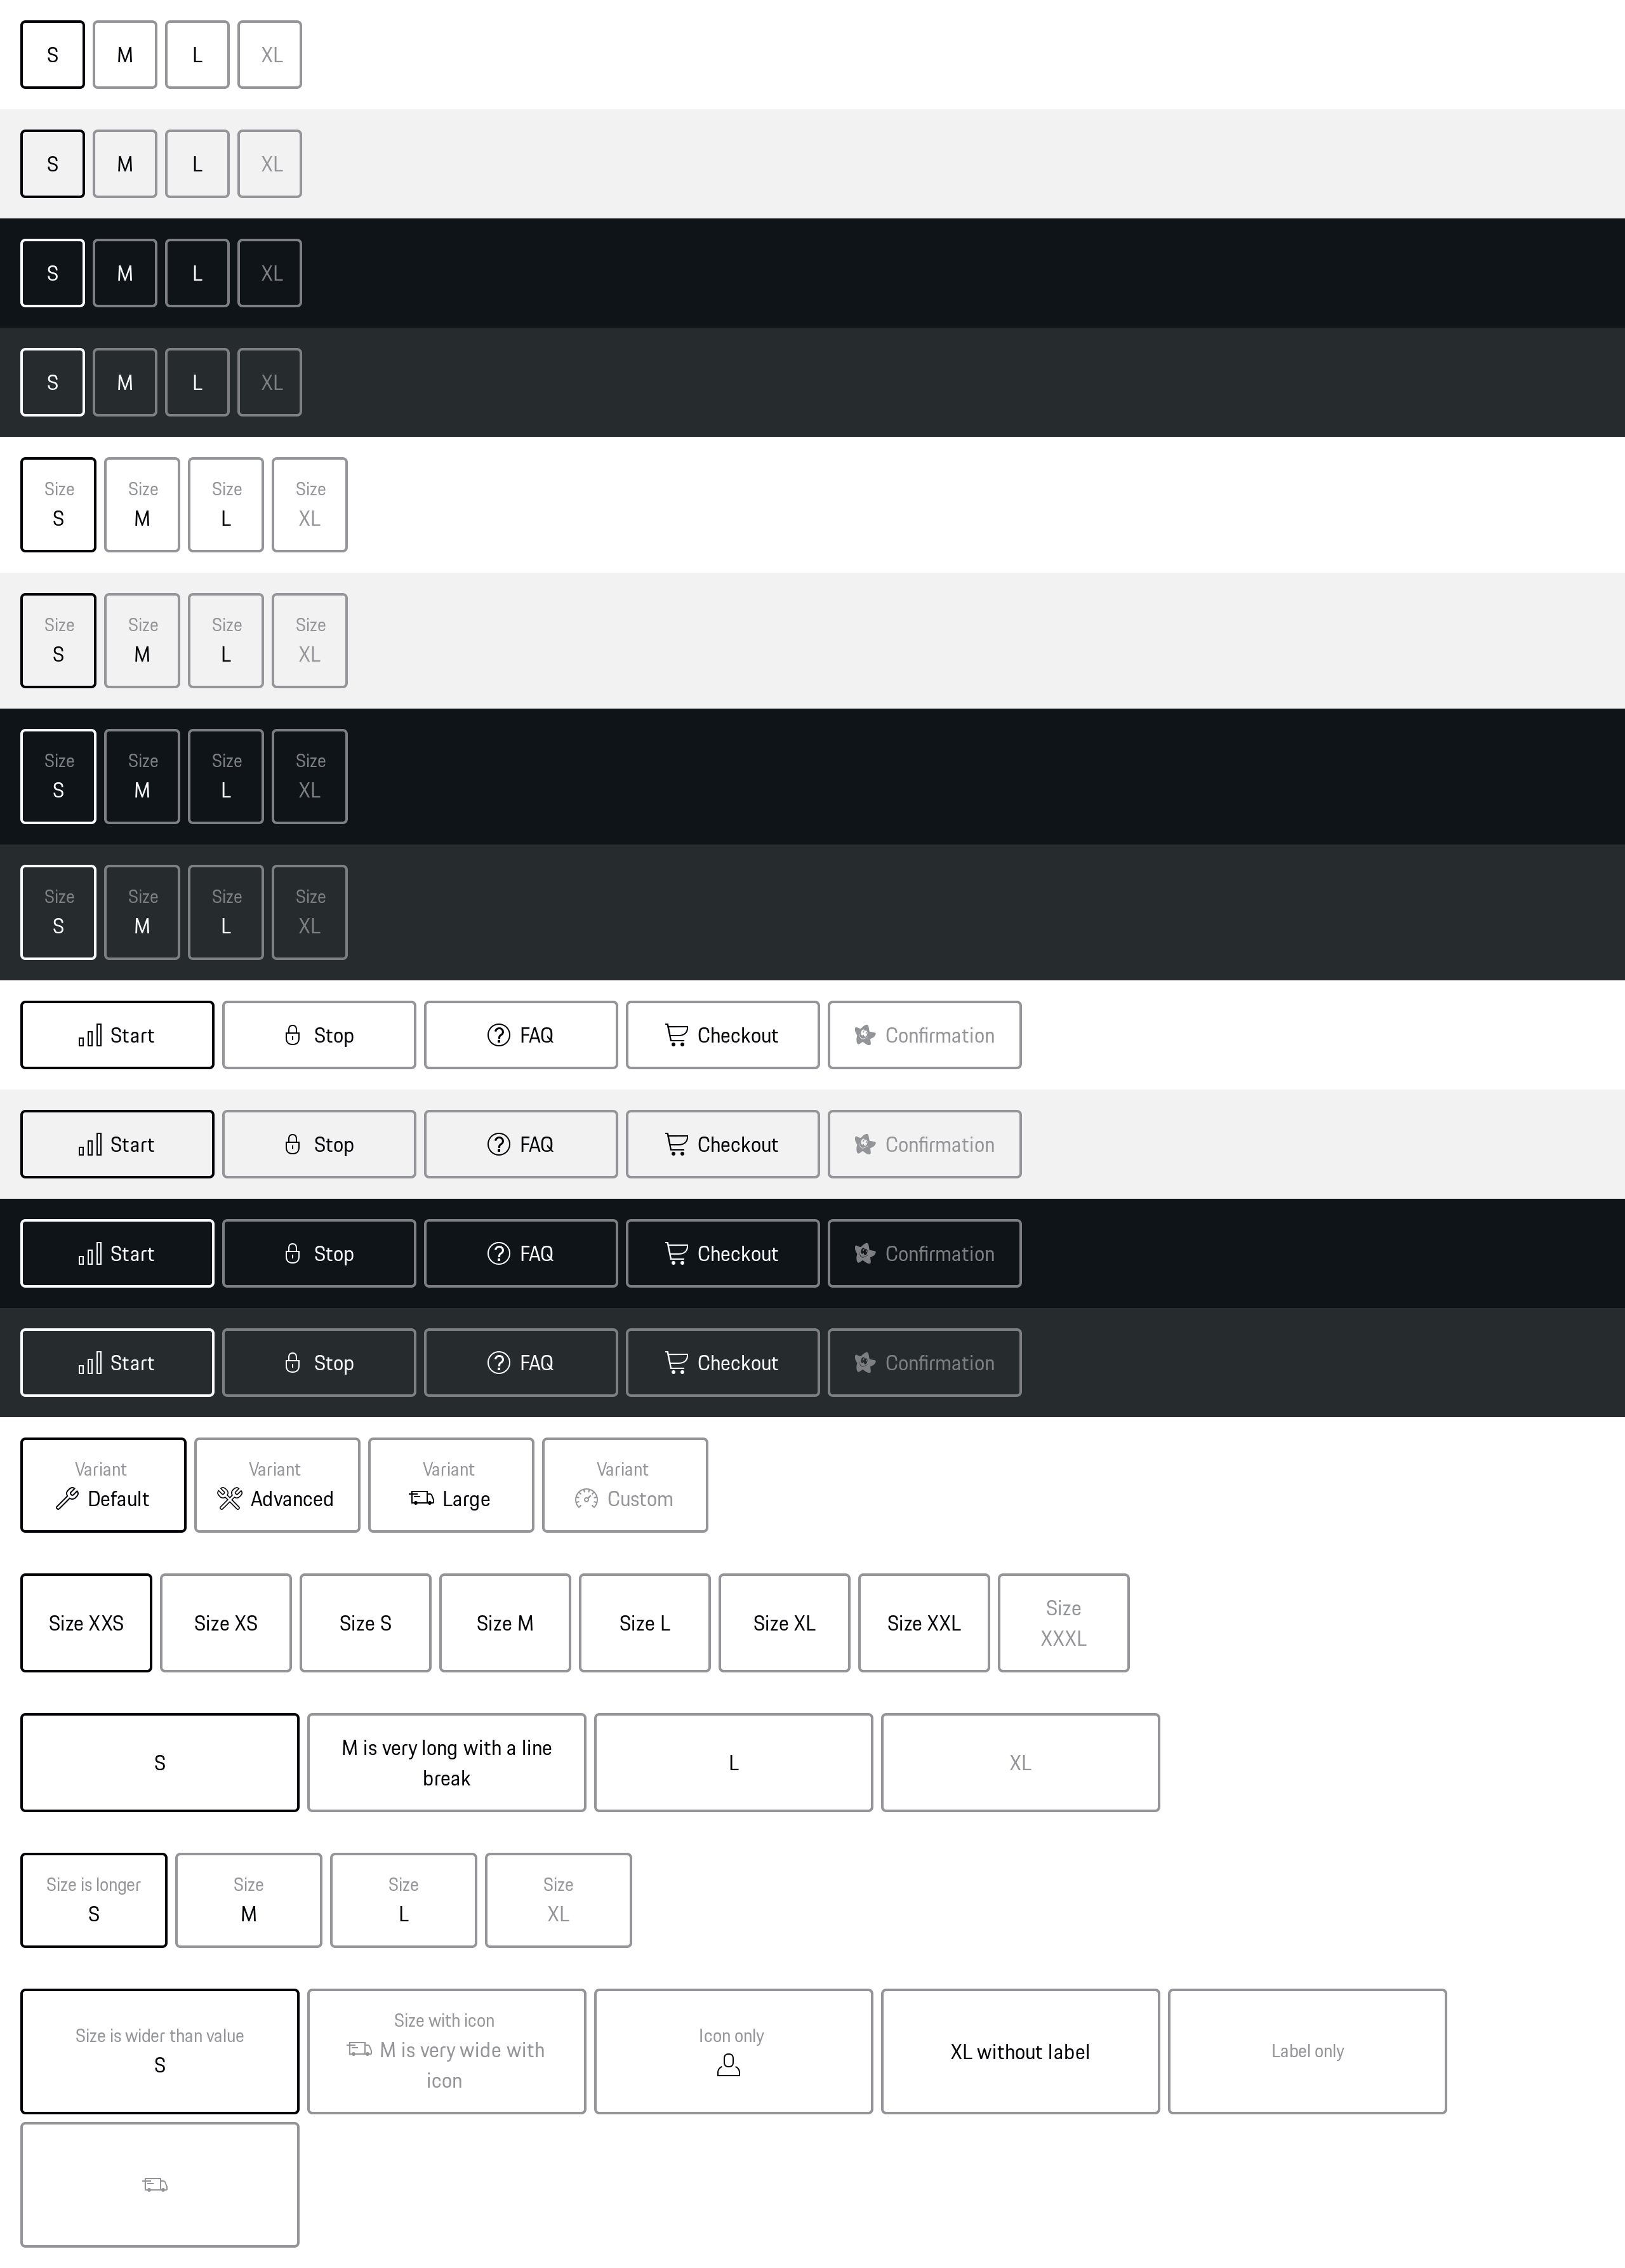 S M L XL
S M L XL
S M L XL
S M L XL
Size Size Size Size
S M L XL
Size Size Size Size
S M L XL
Size Size Size Size
S M L XL
Size Size Size Size
S M L XL
Start Stop FAQ Checkout Confirmation
Start Stop FAQ Checkout Confirmation
Start Stop FAQ Checkout Confirmation
Start Stop FAQ Checkout Confirmation
Variant Variant Variant Variant
Default Advanced Large Custom
Size XXS
Size XS
Size S
Size M
Size L
Size XL
Size XXL
Size
XXXL
S
M is very long with a line
break
L
XL
Size is longer
S
Size
M
Size
L
Size
XL
Size is wider than value
S
Size with icon
M is very wide with
icon
Icon only
XL without label
Label only